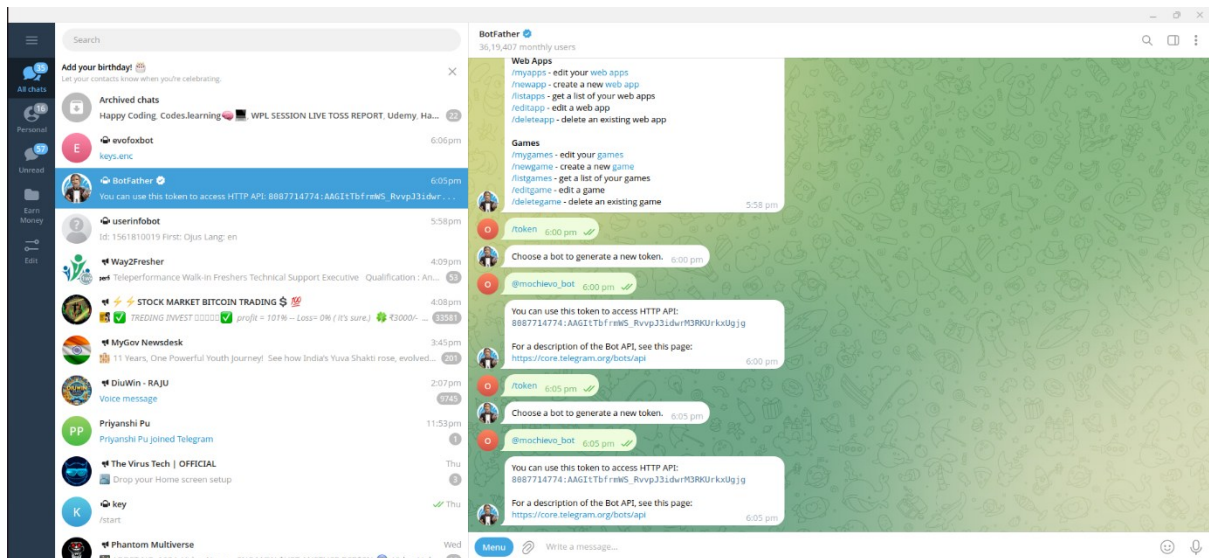 Search
Add your birthday!
Let your contacts know when you're celebrating.
35
All chats
16
Personal
57
Unread
Earn Money
Edit
Archived chats
Happy Coding, Codes.learning, WPL SESSION LIVE TOSS REPORT, Udemy, Ha... 22
E
evofoxbot 6:06pm
keys.enc
BotFather 6:05pm
You can use this token to access HTTP API: 8087714774:AAGItTbfrmWS_RvvpJ3idwr...
userinfobot 5:58pm
Id: 1561810019 First: Ojus Lang: en
Way2Fresher 4:09pm
Teleperformance Walk-in Freshers Technical Support Executive Qualification : An... 53
STOCK MARKET BITCOIN TRADING $ 4:08pm
TREDING INVEST profit = 101% -- Loss= 0% ( it's sure.) ₹3000/- ... 33581
MyGov Newsdesk 3:45pm
11 Years, One Powerful Youth Journey! See how India's Yuva Shakti rose, evolved... 201
DiuWin - RAJU 2:07pm
Voice message 9745
PP
Priyanshi Pu 11:53pm
Priyanshi Pu joined Telegram 1
The Virus Tech | OFFICIAL Thu
Drop your Home screen setup 3
K
key Thu
/start
Phantom Multiverse Wed
BotFather
36,19,407 monthly users
Web Apps
/myapps - edit your web apps
/newapp - create a new web app
/listapps - get a list of your web apps
/editapp - edit a web app
/deleteapp - delete an existing web app
Games
/mygames - edit your games
/newgame - create a new game
/listgames - get a list of your games
/editgame - edit a game
/deletegame - delete an existing game 5:58 pm
O
/token 6:00 pm
Choose a bot to generate a new token. 6:00 pm
O
@mochievo_bot 6:00 pm
You can use this token to access HTTP API:
8087714774:AAGItTbfrmWS_RvvpJ3idwrM3RKUrkxUgjg
For a description of the Bot API, see this page:
https://core.telegram.org/bots/api 6:00 pm
O
/token 6:05 pm
Choose a bot to generate a new token. 6:05 pm
O
@mochievo_bot 6:05 pm
You can use this token to access HTTP API:
8087714774:AAGItTbfrmWS_RvvpJ3idwrM3RKUrkxUgjg
For a description of the Bot API, see this page:
https://core.telegram.org/bots/api 6:05 pm
Menu
Write a message...